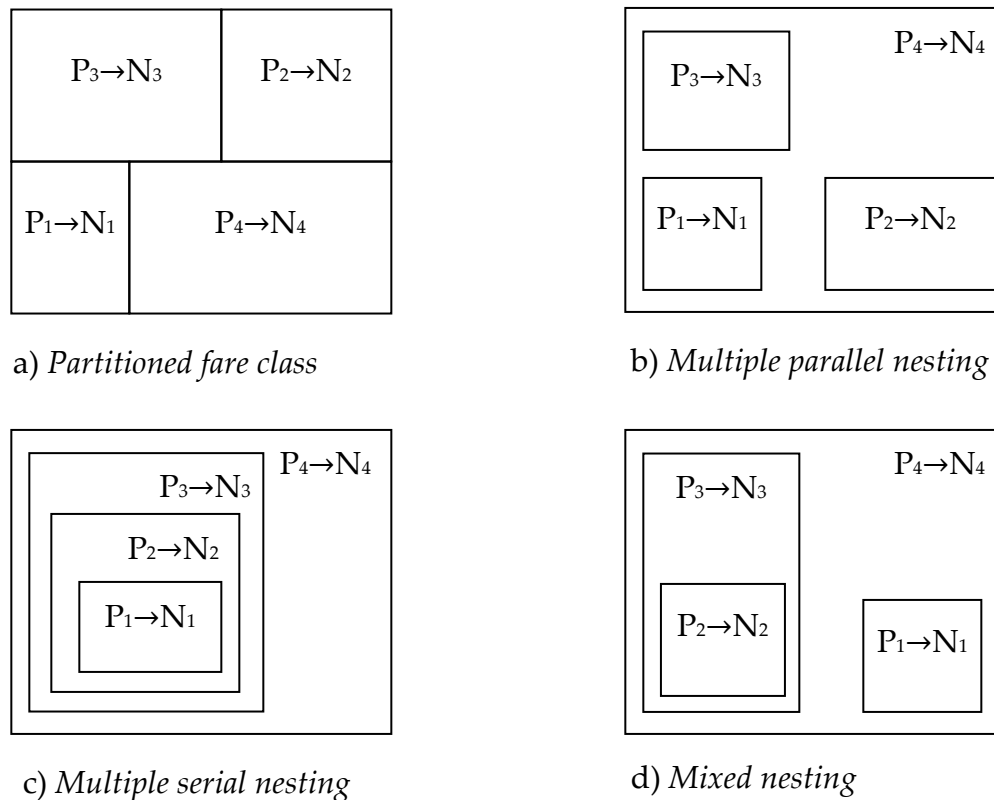 P₃→N₃
P₂→N₂
P₁→N₁
P₄→N₄
a) Partitioned fare class
P₄→N₄
P₃→N₃
P₁→N₁
P₂→N₂
b) Multiple parallel nesting
P₄→N₄
P₃→N₃
P₂→N₂
P₁→N₁
c) Multiple serial nesting
P₄→N₄
P₃→N₃
P₂→N₂
P₁→N₁
d) Mixed nesting